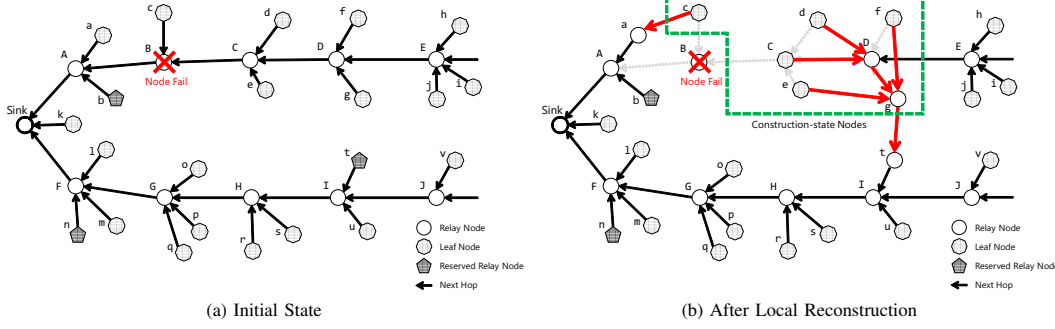 c
d
f
h
a
A
B
C
D
E
Node Fail
b
e
g
j
i
Sink
k
l
o
t
v
F
G
H
I
J
n
m
p
q
r
s
u
Relay Node
Leaf Node
Reserved Relay Node
Next Hop
(a) Initial State
c
d
f
h
a
A
B
C
D
E
Node Fail
b
e
g
j
i
Sink
k
Construction-state Nodes
l
o
t
v
F
G
H
I
J
n
m
p
q
r
s
u
Relay Node
Leaf Node
Reserved Relay Node
Next Hop
(b) After Local Reconstruction